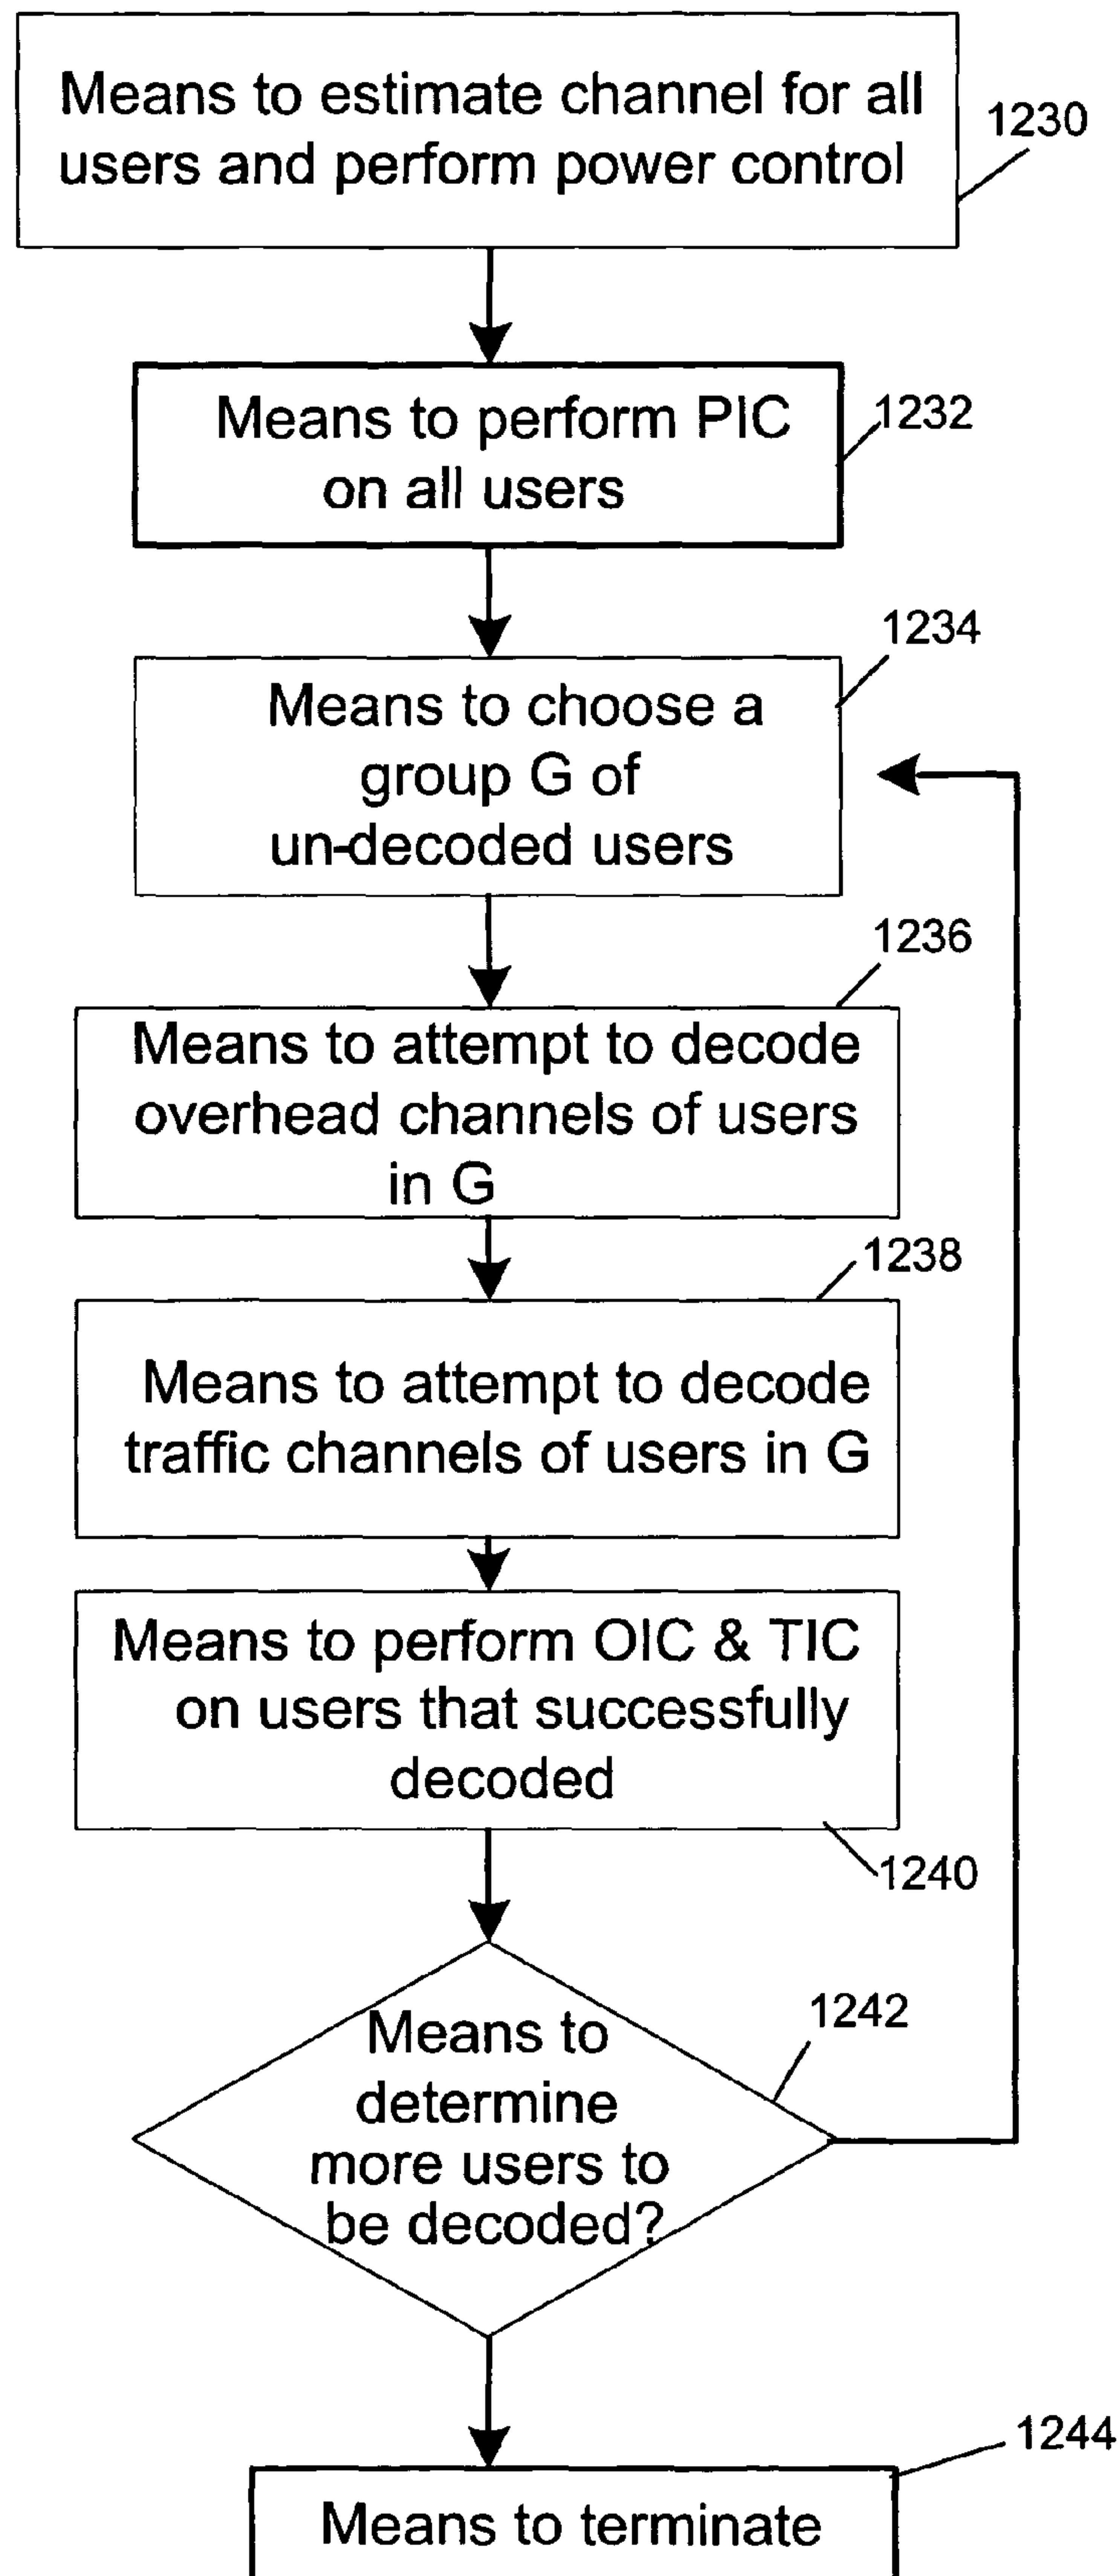 Means to estimate channel for all
users and perform power control
1230
Means to perform PIC
on all users
1232
1234
Means to choose a
group G of
un-decoded users
1236
Means to attempt to decode
overhead channels of users
in G
1238
Means to attempt to decode
traffic channels of users in G
Means to perform OIC & TIC
on users that successfully
decoded
1240
1242
Means to
determine
more users to
be decoded?
1244
Means to terminate